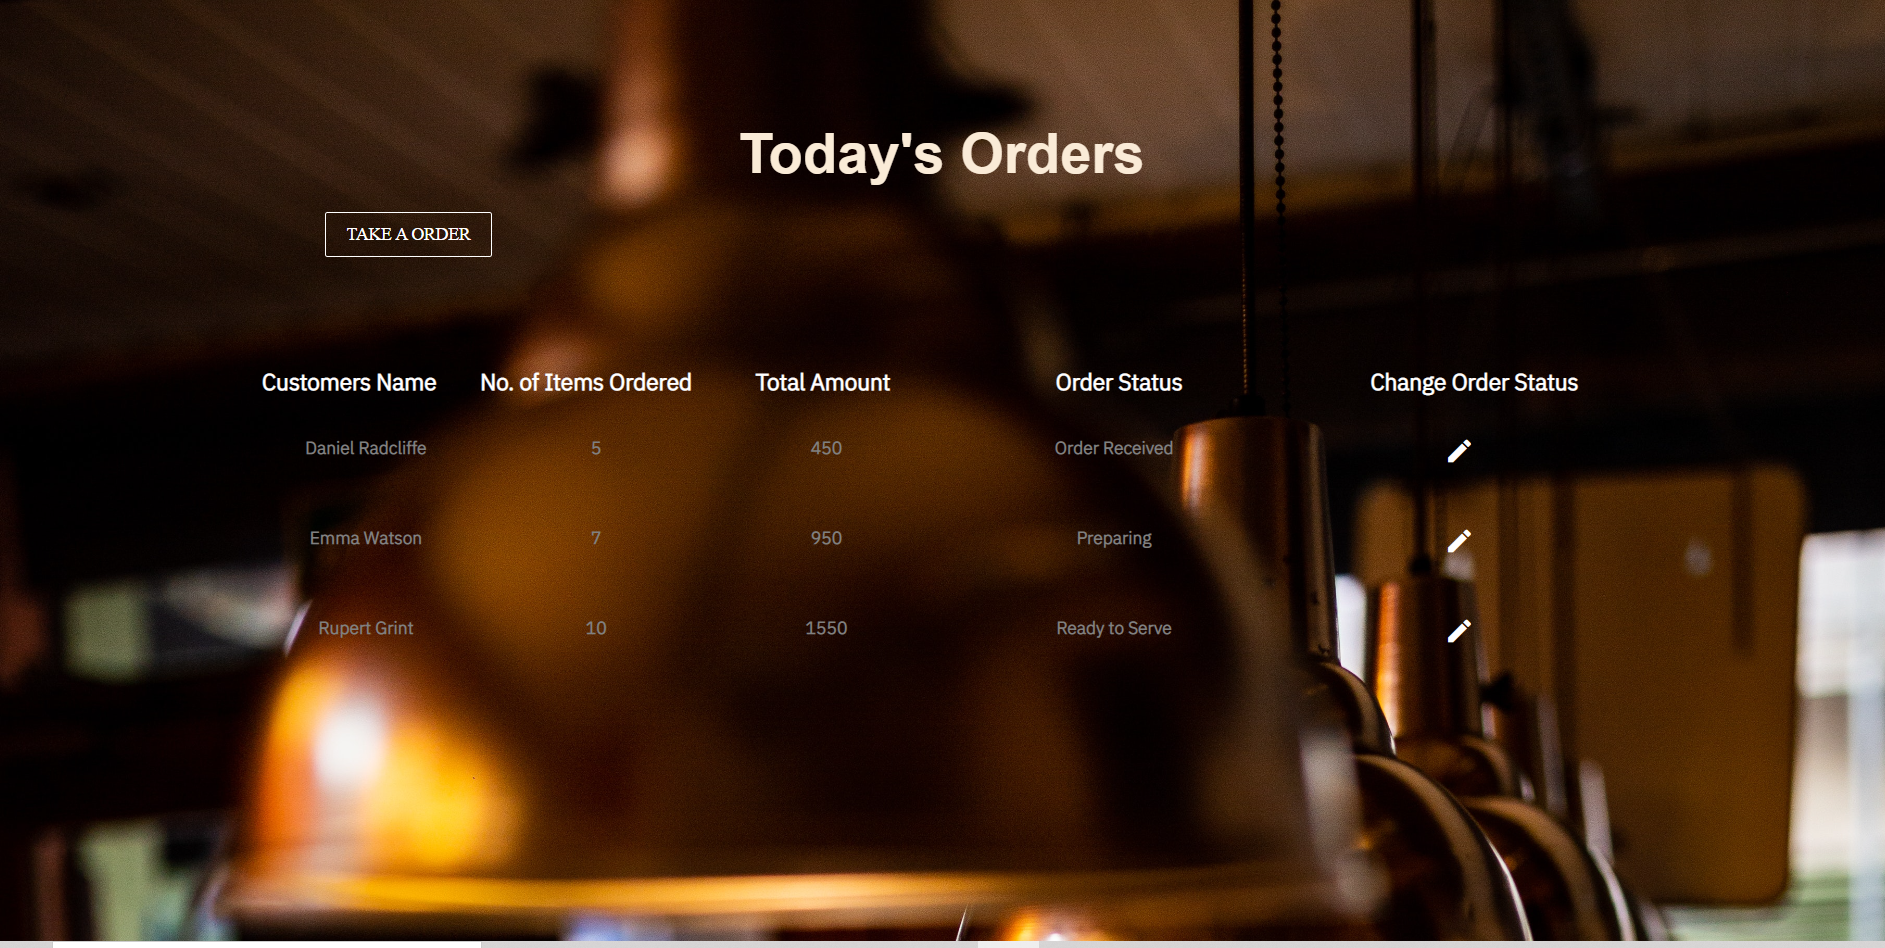 Today's Orders
TAKE A ORDER
Customers Name No. of Items Ordered Total Amount Order Status Change Order Status
Daniel Radcliffe 5 450 Order Received
Emma Watson 7 950 Preparing
Rupert Grint 10 1550 Ready to Serve